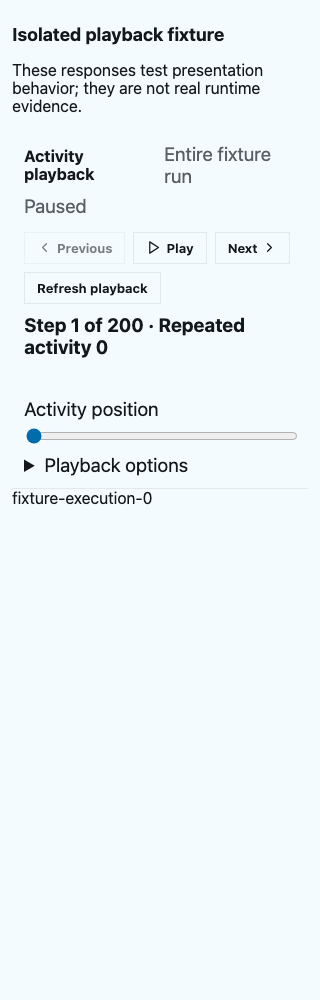 Isolated playback fixture
These responses test presentation
behavior; they are not real runtime
evidence.
Activity
playback
Entire fixture
run
Paused
Previous
Play
Next
Refresh playback
Step 1 of 200 · Repeated
activity 0
Activity position
Playback options
fixture-execution-0